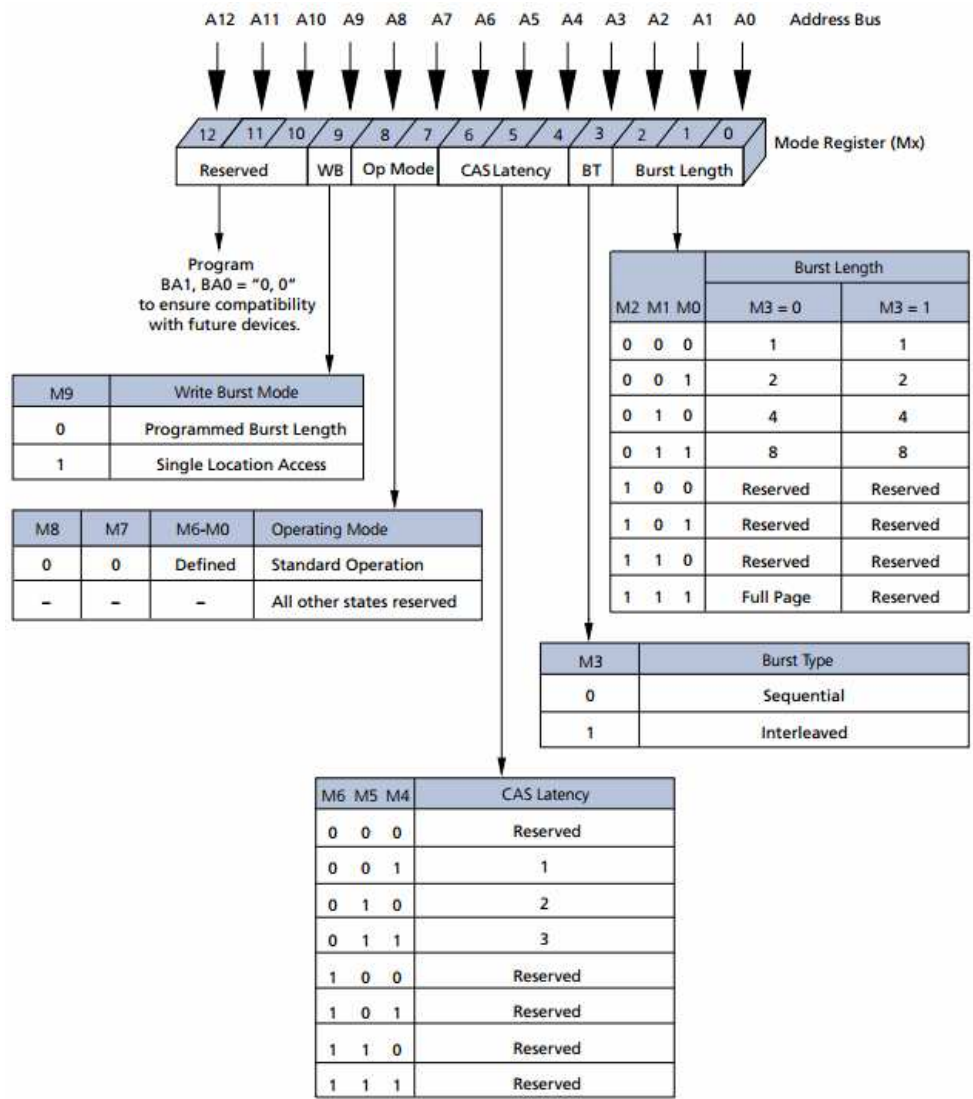 A12 A11 A10 A9 A8 A7 A6 A5 A4 A3 A2 A1 A0 Address Bus
12 11 10 9 8 7 6 5 4 3 2 1 0
Mode Register (Mx)
Reserved WB Op Mode CAS Latency BT Burst Length
Program
BA1, BA0 = “0, 0”
to ensure compatibility
with future devices.
Burst Length
M2 M1 M0 M3 = 0 M3 = 1
0 0 0 1 1
0 0 1 2 2
0 1 0 4 4
0 1 1 8 8
1 0 0 Reserved Reserved
1 0 1 Reserved Reserved
1 1 0 Reserved Reserved
1 1 1 Full Page Reserved
M9 Write Burst Mode
0 Programmed Burst Length
1 Single Location Access
M8 M7 M6-M0 Operating Mode
0 0 Defined Standard Operation
– – – All other states reserved
M3 Burst Type
0 Sequential
1 Interleaved
M6 M5 M4 CAS Latency
0 0 0 Reserved
0 0 1 1
0 1 0 2
0 1 1 3
1 0 0 Reserved
1 0 1 Reserved
1 1 0 Reserved
1 1 1 Reserved